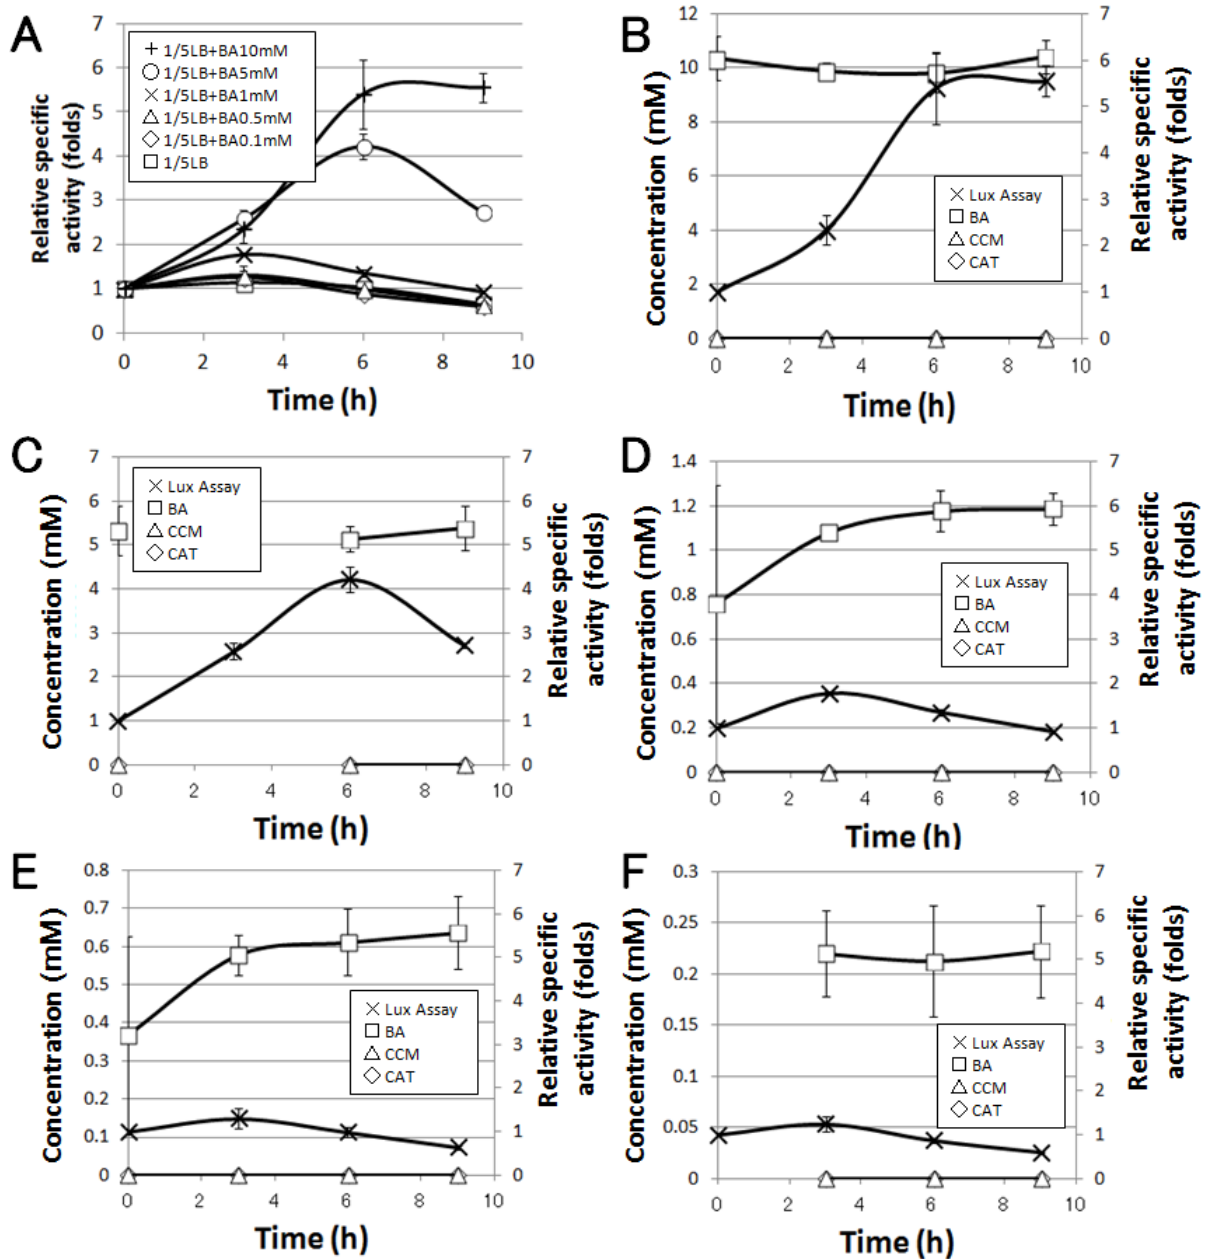 A
7
6
5
4
3
2
1
0
0
2
4
6
8
10
Relative specific
activity (folds)
Time (h)
1/5LB+BA10mM
1/5LB+BA5mM
1/5LB+BA1mM
1/5LB+BA0.5mM
1/5LB+BA0.1mM
1/5LB
B
12
10
8
6
4
2
0
7
6
5
4
3
2
1
0
0
2
4
6
8
10
Concentration (mM)
Relative specific
activity (folds)
Time (h)
Lux Assay
BA
CCM
CAT
C
7
6
5
4
3
2
1
0
7
6
5
4
3
2
1
0
0
2
4
6
8
10
Concentration (mM)
Relative specific
activity (folds)
Time (h)
Lux Assay
BA
CCM
CAT
D
1.4
1.2
1
0.8
0.6
0.4
0.2
0
7
6
5
4
3
2
1
0
0
2
4
6
8
10
Concentration (mM)
Relative specific
activity (folds)
Time (h)
Lux Assay
BA
CCM
CAT
E
0.8
0.7
0.6
0.5
0.4
0.3
0.2
0.1
0
7
6
5
4
3
2
1
0
0
2
4
6
8
10
Concentration (mM)
Relative specific
activity (folds)
Time (h)
Lux Assay
BA
CCM
CAT
F
0.3
0.25
0.2
0.15
0.1
0.05
0
7
6
5
4
3
2
1
0
0
2
4
6
8
10
Concentration (mM)
Relative specific
activity (folds)
Time (h)
Lux Assay
BA
CCM
CAT